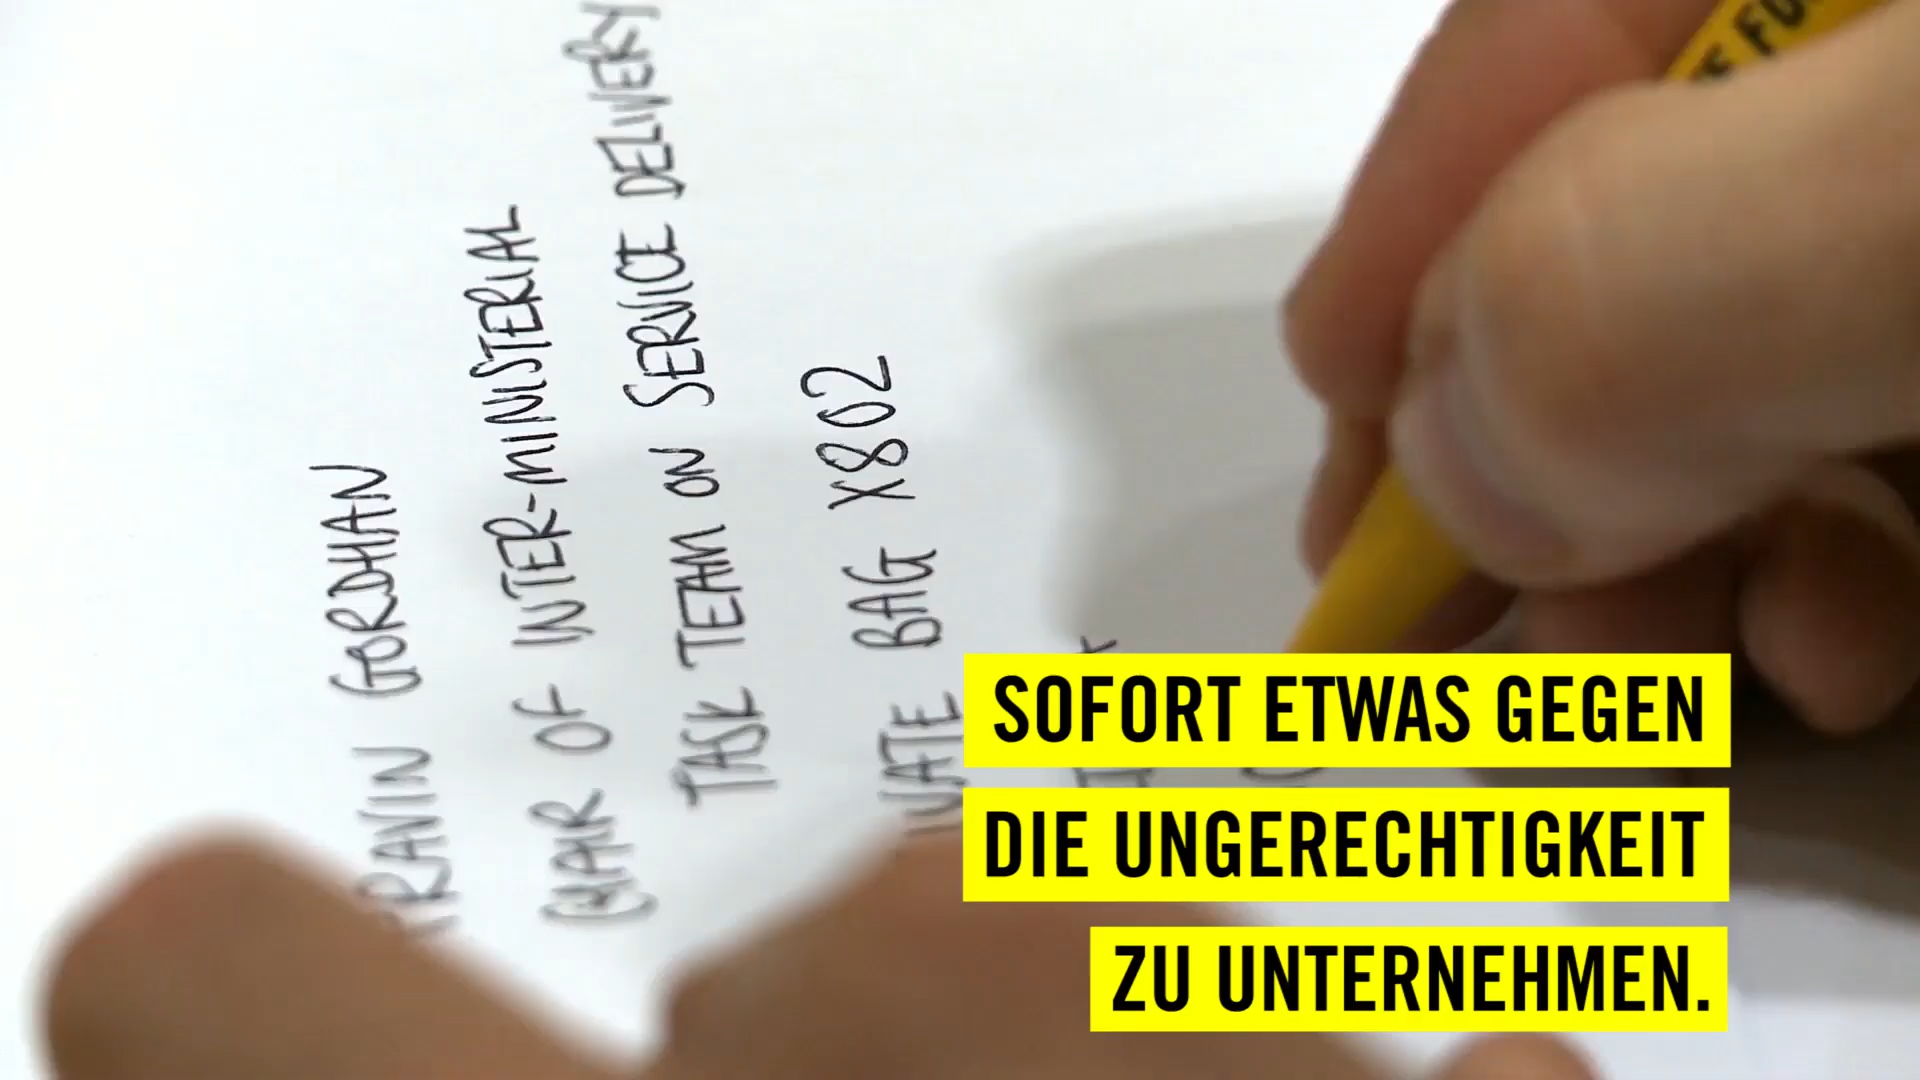 PRAVIN GORDHAN
CHAIR OF INTER-MINISTERIAL
TASK TEAM ON SERVICE DELIVERY
BAG X802
SOFORT ETWAS GEGEN
DIE UNGERECHTIGKEIT
ZU UNTERNEHMEN.